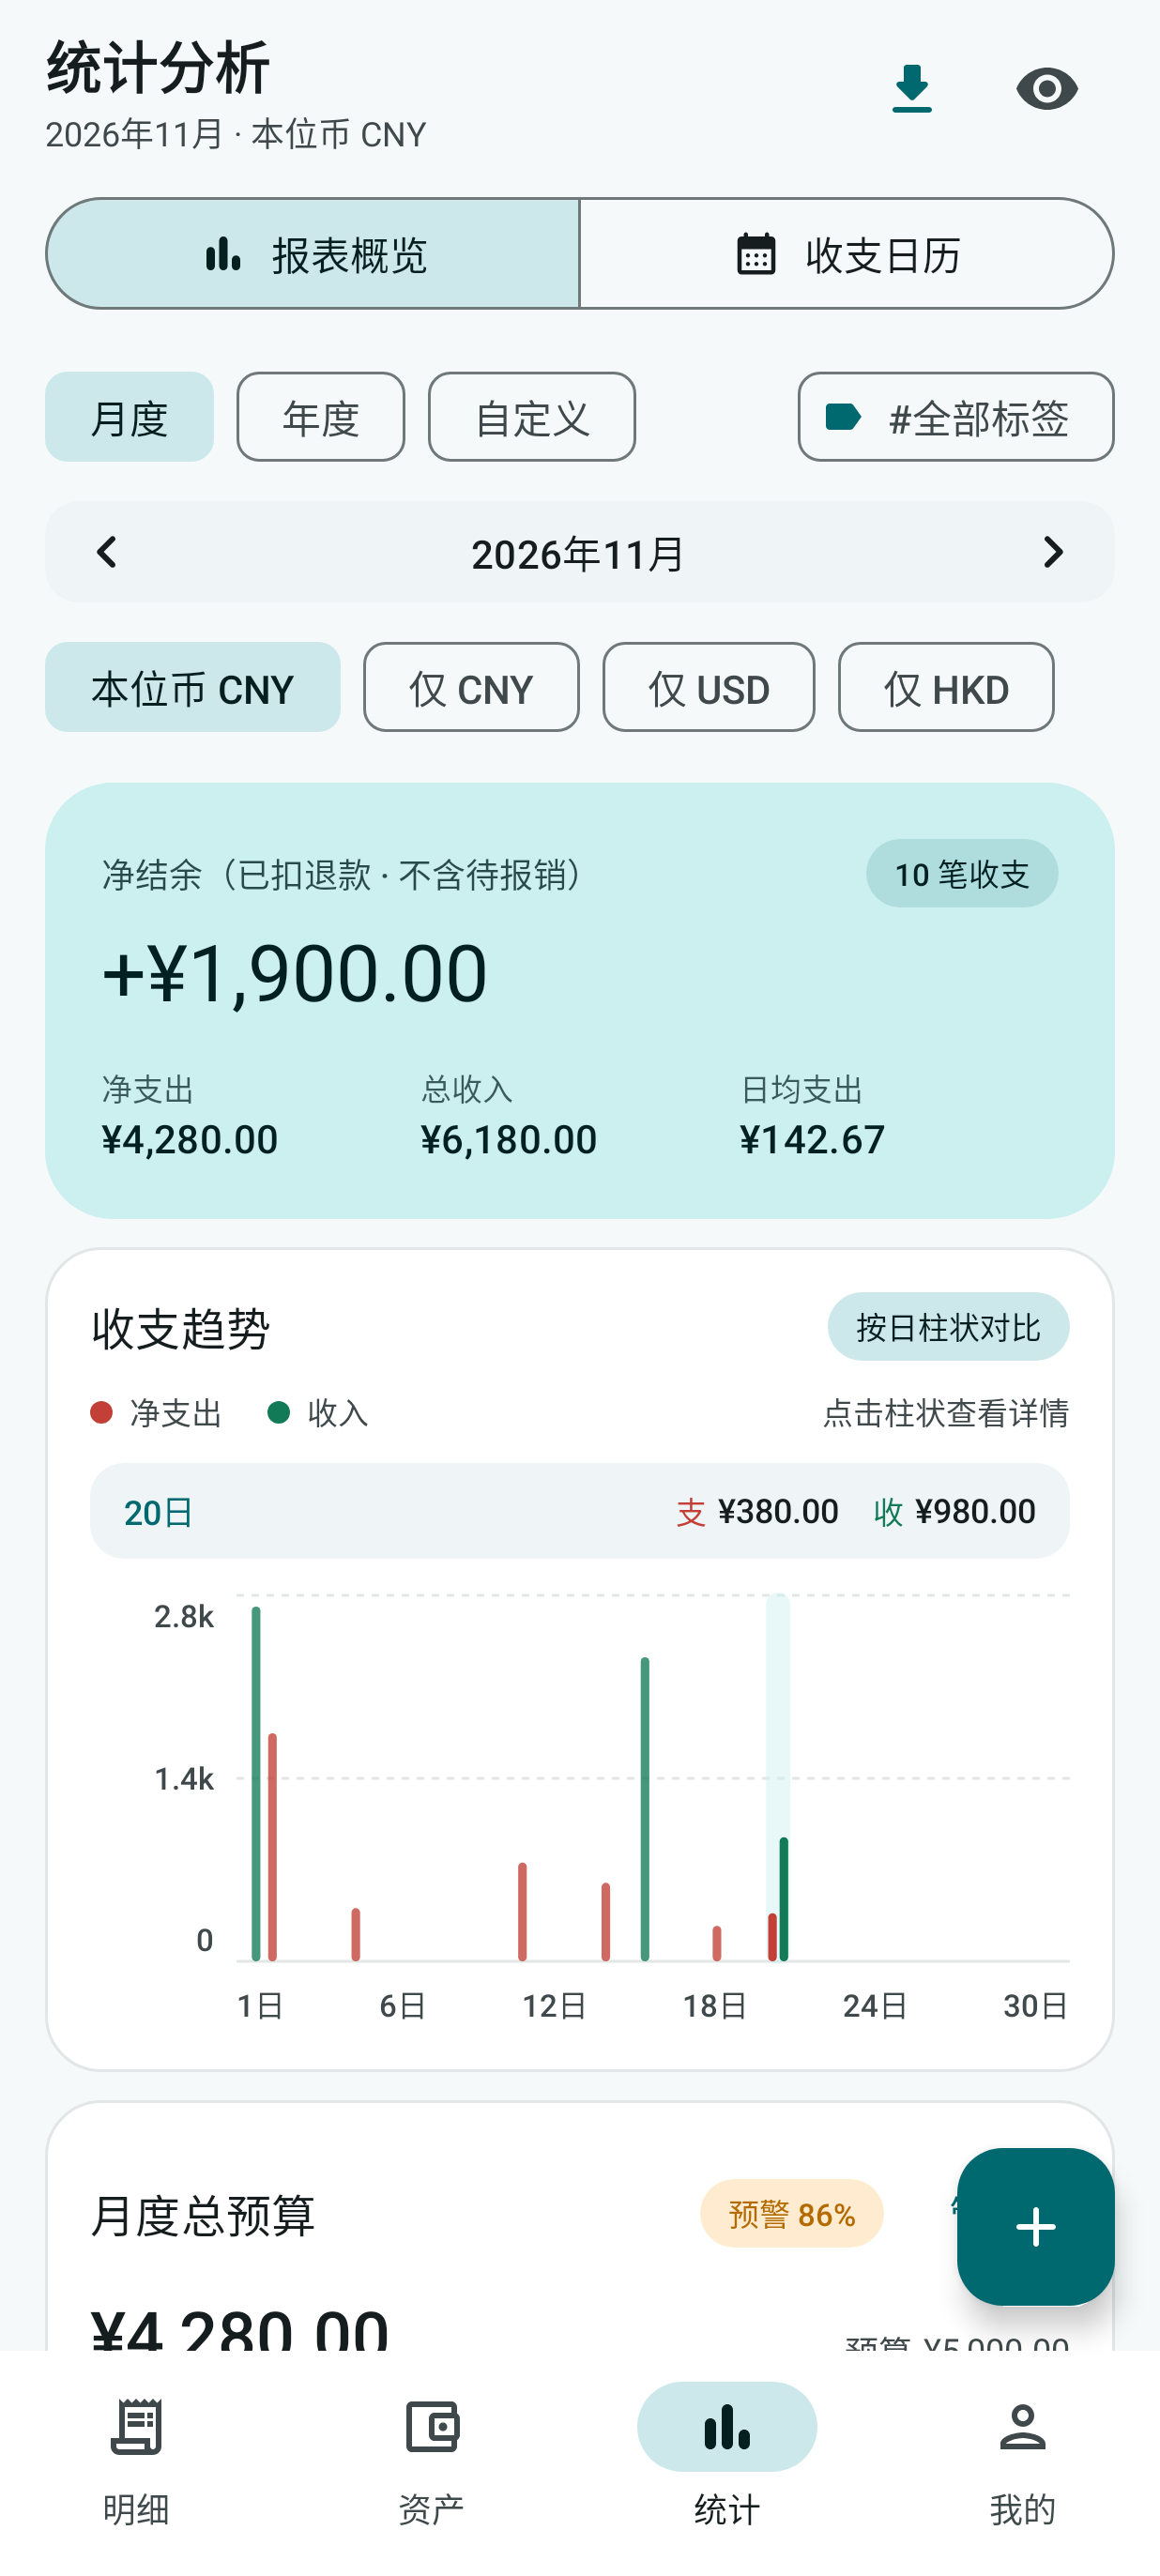 统计分析
2026年11月 · 本位币 CNY
报表概览
收支日历
月度
年度
自定义
#全部标签
2026年11月
本位币 CNY
仅 CNY
仅 USD
仅 HKD
净结余（已扣退款 · 不含待报销）
10 笔收支
+¥1,900.00
净支出
总收入
日均支出
¥4,280.00
¥6,180.00
¥142.67
收支趋势
按日柱状对比
净支出
收入
点击柱状查看详情
20日
支 ¥380.00
收 ¥980.00
2.8k
1.4k
0
1日
6日
12日
18日
24日
30日
月度总预算
预警 86%
¥4,280.00
预算 ¥5,000.00
明细
资产
统计
我的